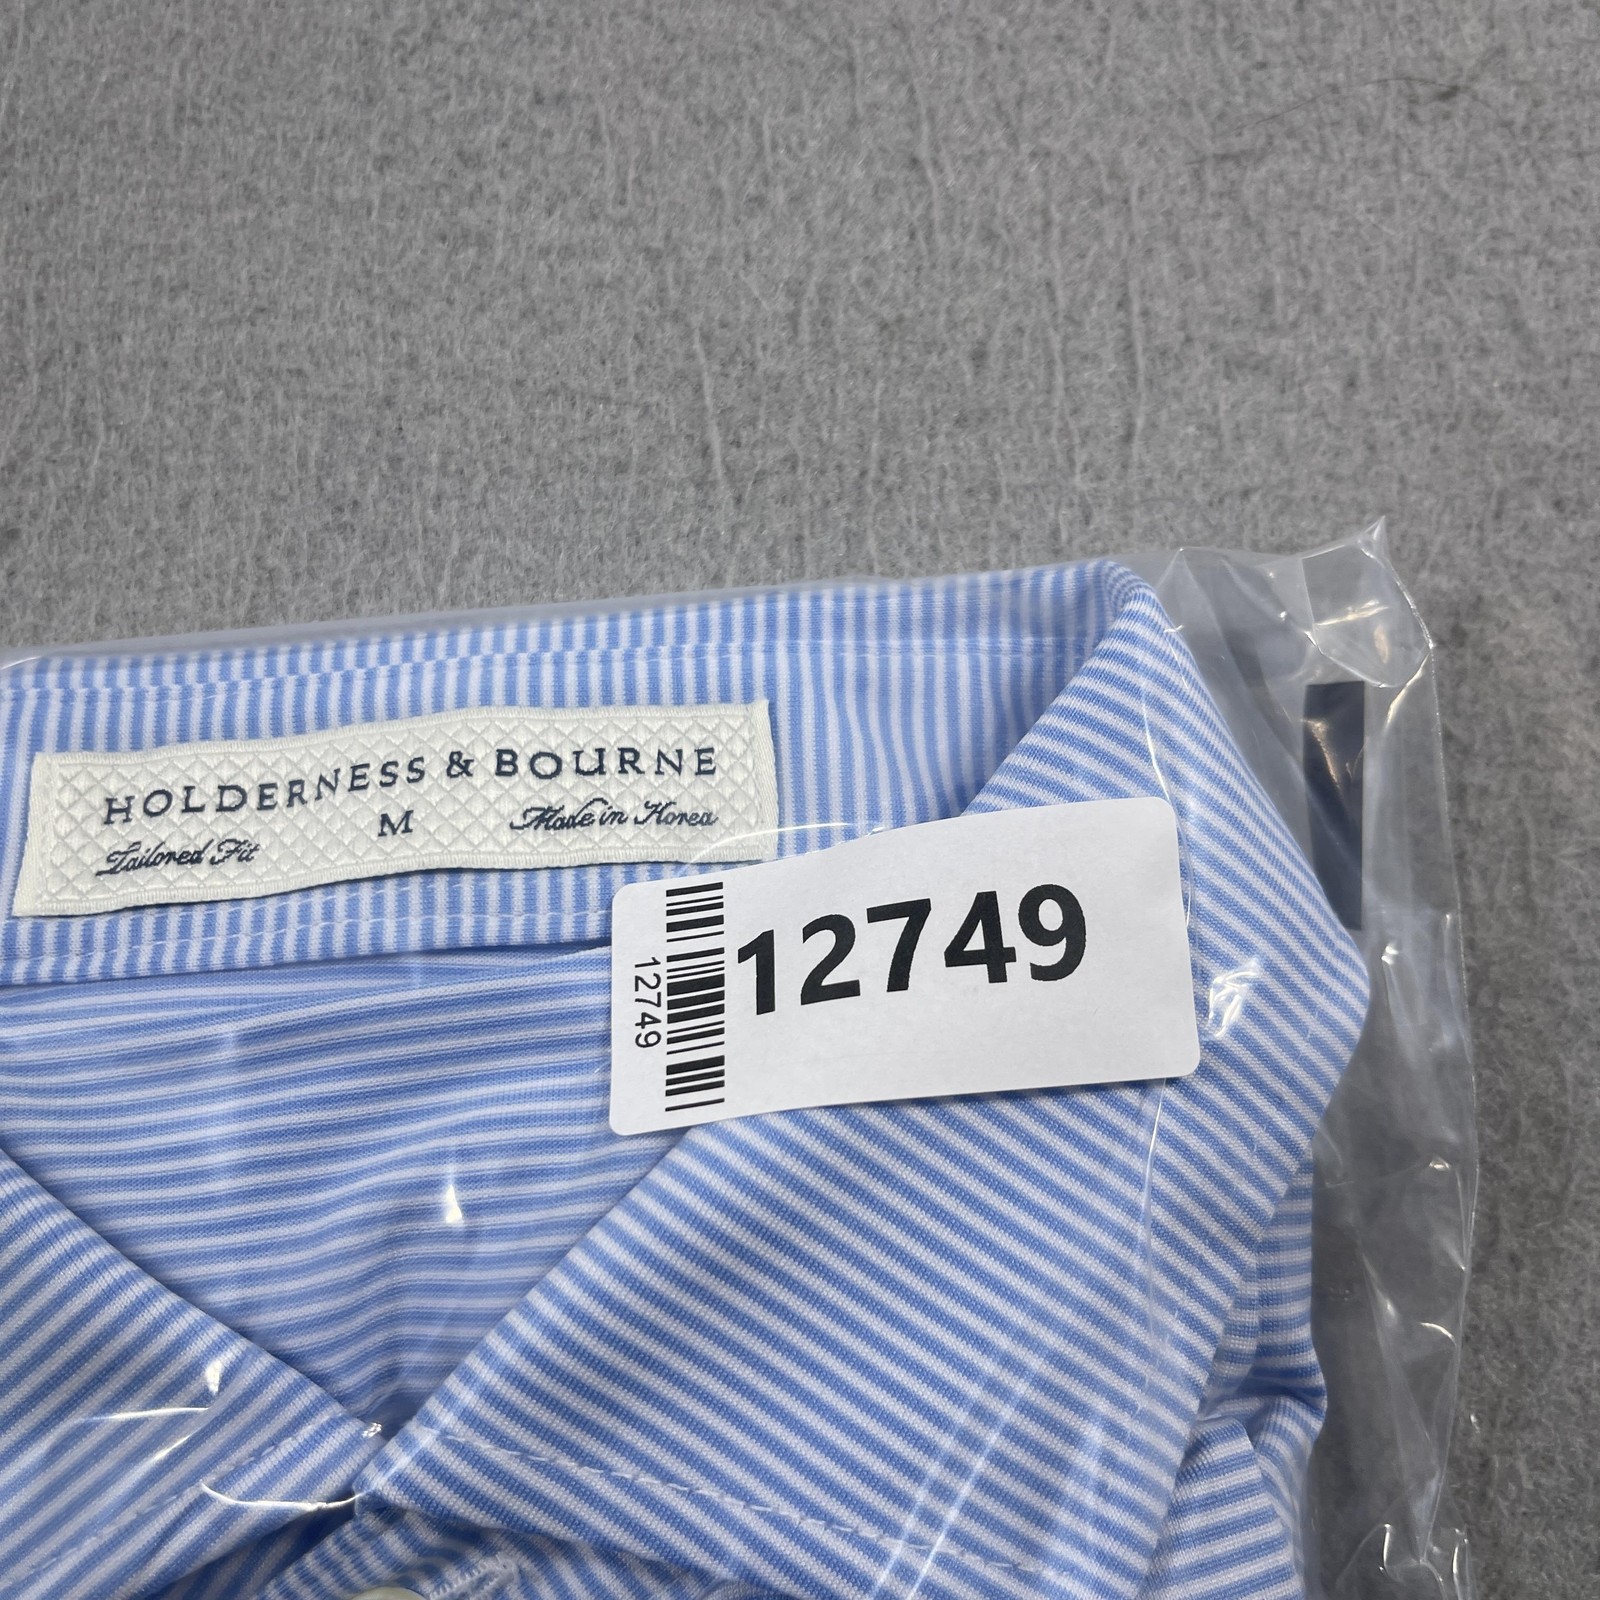 HOLDERNESS & BOURNE
M
Tailored Fit
Made in Korea
12749
12749